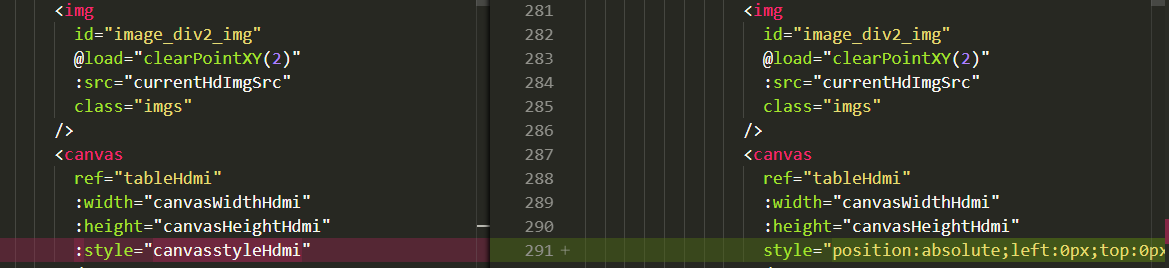 <img
id="image_div2_img"
@load="clearPointXY(2)"
:src="currentHdImgSrc"
class="imgs"
/>
<canvas
ref="tableHdmi"
:width="canvasWidthHdmi"
:height="canvasHeightHdmi"
:style="canvasstyleHdmi"
281 <img
282 id="image_div2_img"
283 @load="clearPointXY(2)"
284 :src="currentHdImgSrc"
285 class="imgs"
286 />
287 <canvas
288 ref="tableHdmi"
289 :width="canvasWidthHdmi"
290 :height="canvasHeightHdmi"
291 + style="position:absolute;left:0px;top:0px